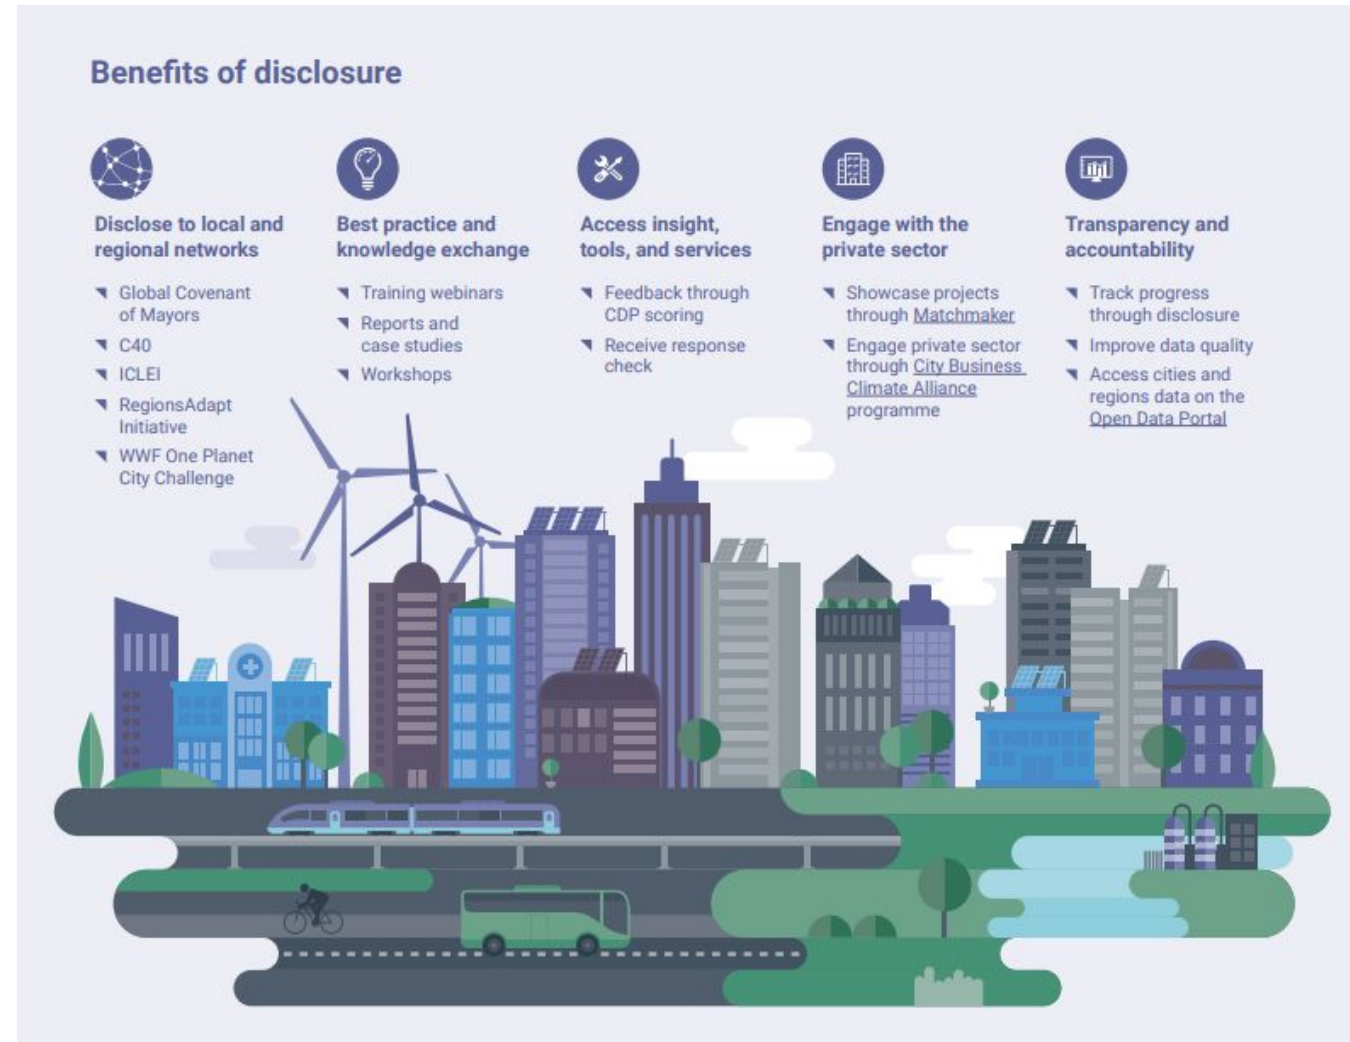 Benefits of disclosure
Disclose to local and
regional networks
Global Covenant
of Mayors
C40
ICLEI
RegionsAdapt
Initiative
WWF One Planet
City Challenge
Best practice and
knowledge exchange
Training webinars
Reports and
case studies
Workshops
Access insight,
tools, and services
Feedback through
CDP scoring
Receive response
check
Engage with the
private sector
Showcase projects
through Matchmaker
Engage private sector
through City Business
Climate Alliance
programme
Transparency and
accountability
Track progress
through disclosure
Improve data quality
Access cities and
regions data on the
Open Data Portal